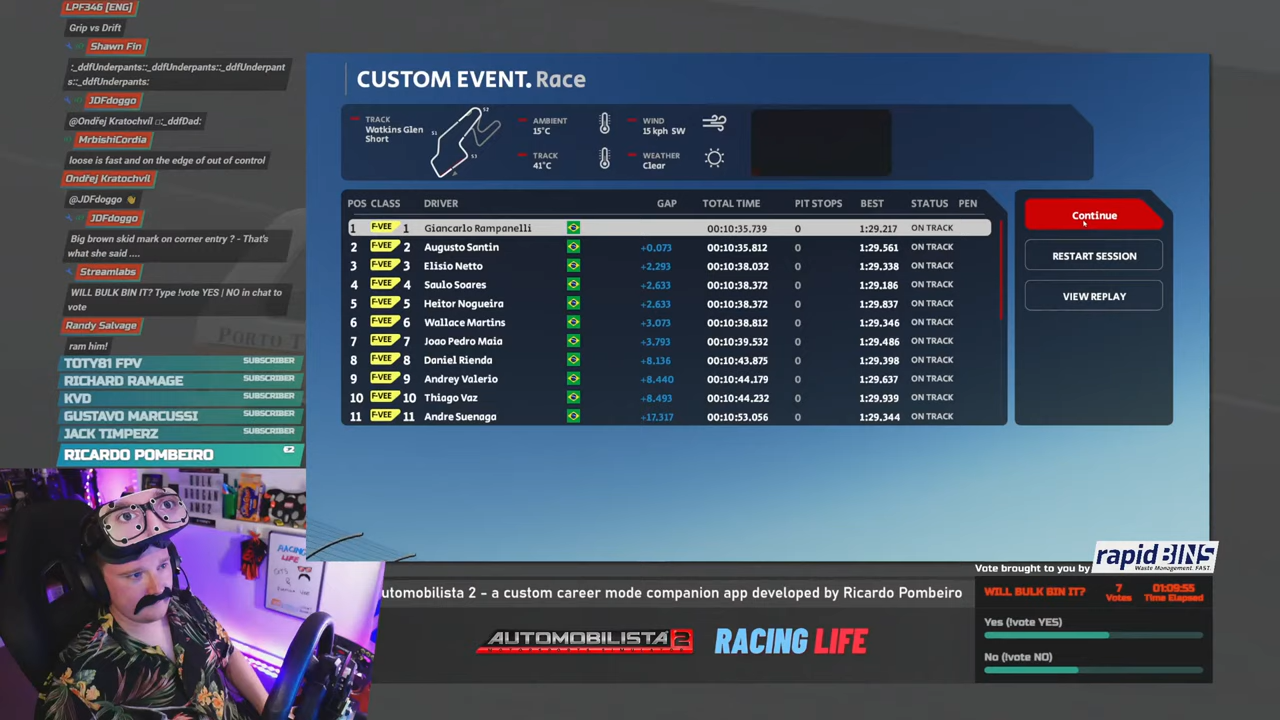 LPF346 [ENG]
Grip vs Drift
Shawn Fin
:_ddfUnderpants::_ddfUnderpants::_ddfUnderpant
s::_ddfUnderpants:
JDFdoggo
@Ondřej Kratochvíl :_ddfDad:
MrbishiCordia
loose is fast and on the edge of out of control
Ondřej Kratochvíl
@JDFdoggo
JDFdoggo
Big brown skid mark on corner entry ? - That's
what she said ....
Streamlabs
WILL BULK BIN IT? Type !vote YES | NO in chat to
vote
Randy Salvage
ram him!
TOTY81 FPV SUBSCRIBER
RICHARD RAMAGE SUBSCRIBER
KVD SUBSCRIBER
GUSTAVO MARCUSSI SUBSCRIBER
JACK TIMPERZ SUBSCRIBER
RICARDO POMBEIRO €2
CUSTOM EVENT. Race
TRACK
Watkins Glen
Short
S1 S2 S3
AMBIENT
15°C
TRACK
41°C
WIND
15 kph SW
WEATHER
Clear
POS CLASS DRIVER GAP TOTAL TIME PIT STOPS BEST STATUS PEN
1 F-VEE 1 Giancarlo Rampanelli 00:10:35.739 0 1:29.217 ON TRACK
2 F-VEE 2 Augusto Santin +0.073 00:10:35.812 0 1:29.561 ON TRACK
3 F-VEE 3 Elisio Netto +2.293 00:10:38.032 0 1:29.338 ON TRACK
4 F-VEE 4 Saulo Soares +2.633 00:10:38.372 0 1:29.186 ON TRACK
5 F-VEE 5 Heitor Nogueira +2.633 00:10:38.372 0 1:29.837 ON TRACK
6 F-VEE 6 Wallace Martins +3.073 00:10:38.812 0 1:29.346 ON TRACK
7 F-VEE 7 Joao Pedro Maia +3.793 00:10:39.532 0 1:29.486 ON TRACK
8 F-VEE 8 Daniel Rienda +8.136 00:10:43.875 0 1:29.398 ON TRACK
9 F-VEE 9 Andrey Valerio +8.440 00:10:44.179 0 1:29.637 ON TRACK
10 F-VEE 10 Thiago Vaz +8.493 00:10:44.232 0 1:29.939 ON TRACK
11 F-VEE 11 Andre Suenaga +17.317 00:10:53.056 0 1:29.344 ON TRACK
Continue
RESTART SESSION
VIEW REPLAY
PORTO T
RACING
LIFE
utomobilista 2 - a custom career mode companion app developed by Ricardo Pombeiro
AUTOMOBILISTA 2
RACING LIFE
Vote brought to you by
rapidBINS
Waste Management. FAST.
WILL BULK BIN IT?
7
Votes
01:09:55
Time Elapsed
Yes (!vote YES)
No (!vote NO)